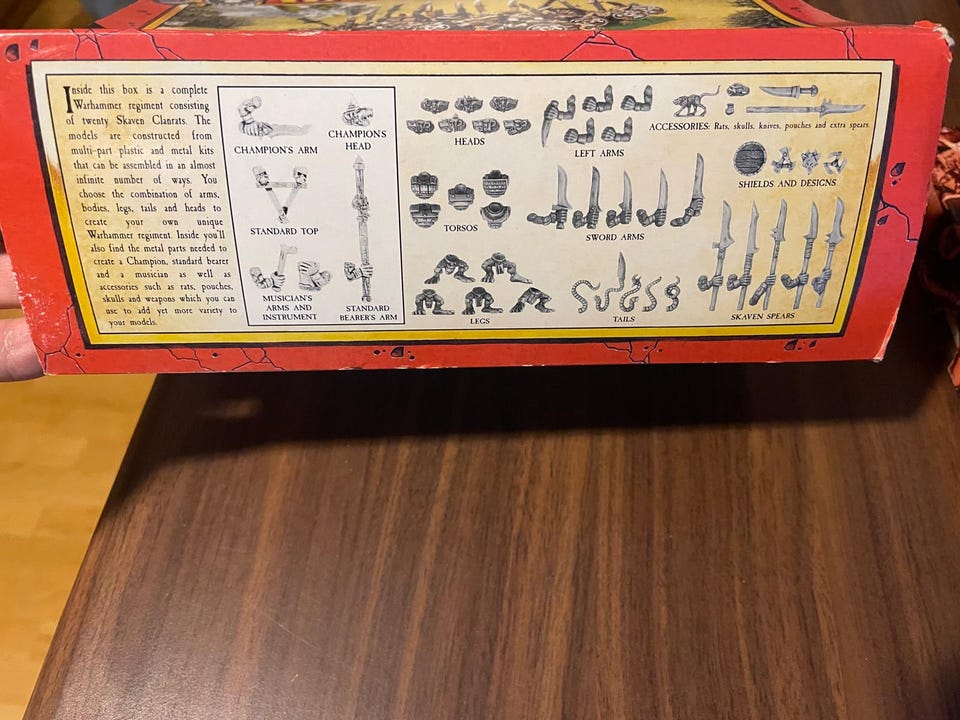 Inside this box is a complete
Warhammer regiment consisting
of twenty Skaven Clanrats. The
models are constructed from
multi-part plastic and metal kits
that can be assembled in an almost
infinite number of ways. You
choose the combination of arms,
bodies, legs, tails and heads to
create your own unique
Warhammer regiment. Inside you'll
also find the metal parts needed to
create a Champion, standard bearer
and a musician as well as
accessories such as rats, pouches,
skulls and weapons which you can
use to add yet more variety to
your models.
CHAMPION'S ARM
CHAMPION'S
HEAD
STANDARD TOP
MUSICIAN'S
ARMS AND
INSTRUMENT
STANDARD
BEARER'S ARM
HEADS
LEFT ARMS
ACCESSORIES: Rats, skulls, knives, pouches and extra spears.
SHIELDS AND DESIGNS
TORSOS
SWORD ARMS
LEGS
TAILS
SKAVEN SPEARS